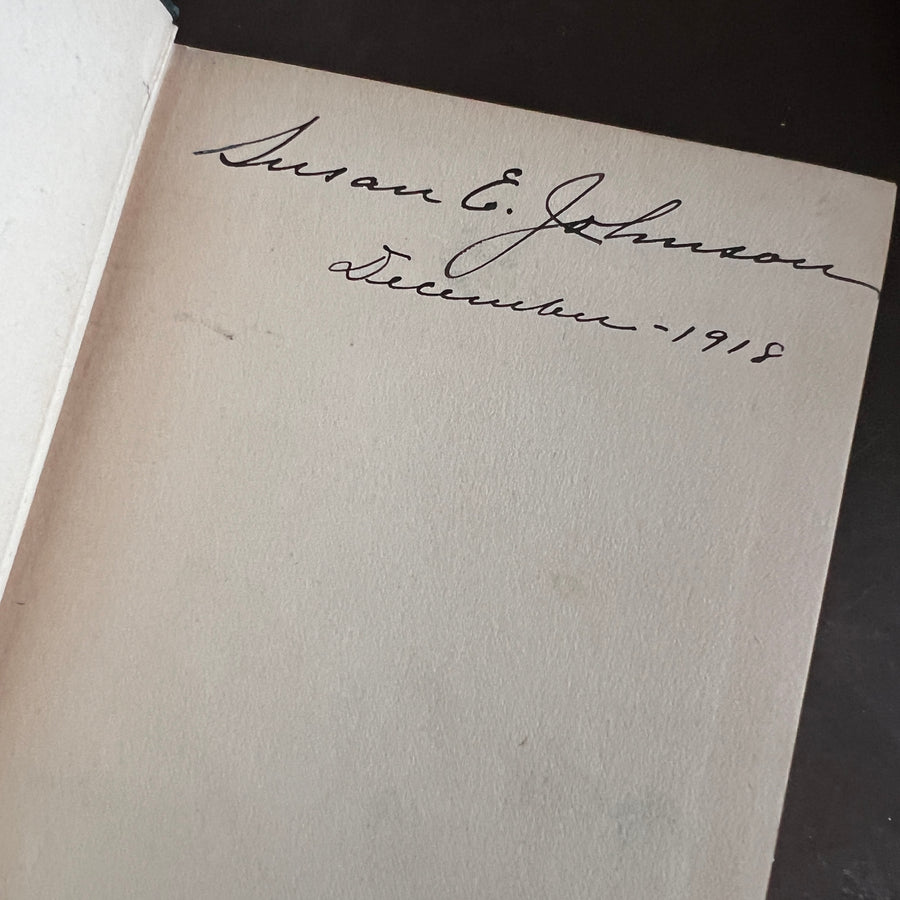 Susan E. Johnson
December - 1918